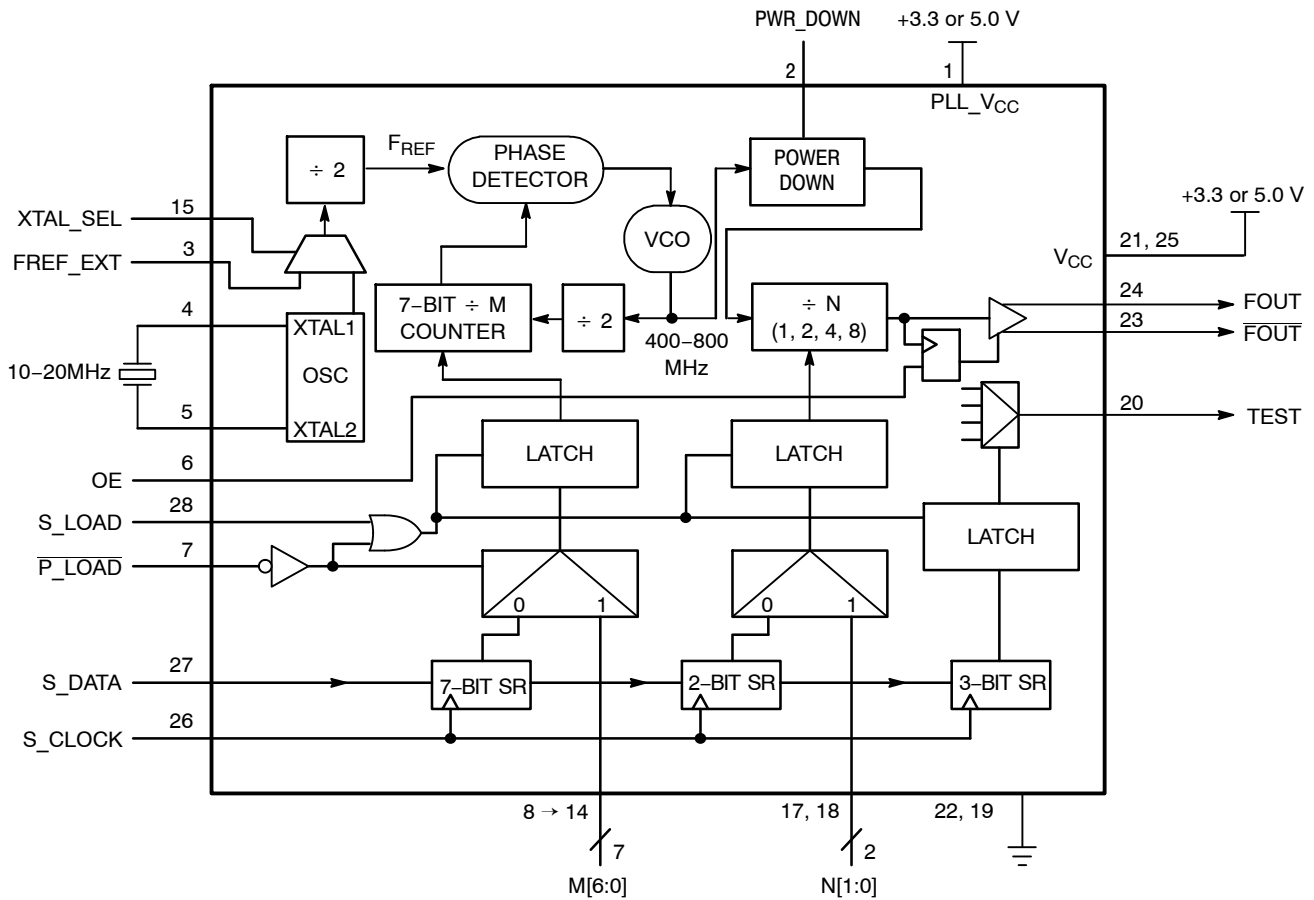 PWR_DOWN
+3.3 or 5.0 V
2
1
PLL_VCC
÷ 2
FREF
PHASE
DETECTOR
POWER
DOWN
+3.3 or 5.0 V
XTAL_SEL
15
VCO
VCC
21, 25
FREF_EXT
3
7−BIT ÷ M
COUNTER
÷ 2
400−800
MHz
÷ N
(1, 2, 4, 8)
24
FOUT
23
FOUT
4
XTAL1
10−20MHz
OSC
5
XTAL2
20
TEST
LATCH
LATCH
OE
6
S_LOAD
28
LATCH
P_LOAD
7
0
1
0
1
S_DATA
27
7−BIT SR
2−BIT SR
3−BIT SR
S_CLOCK
26
8 → 14
17, 18
22, 19
7
2
M[6:0]
N[1:0]